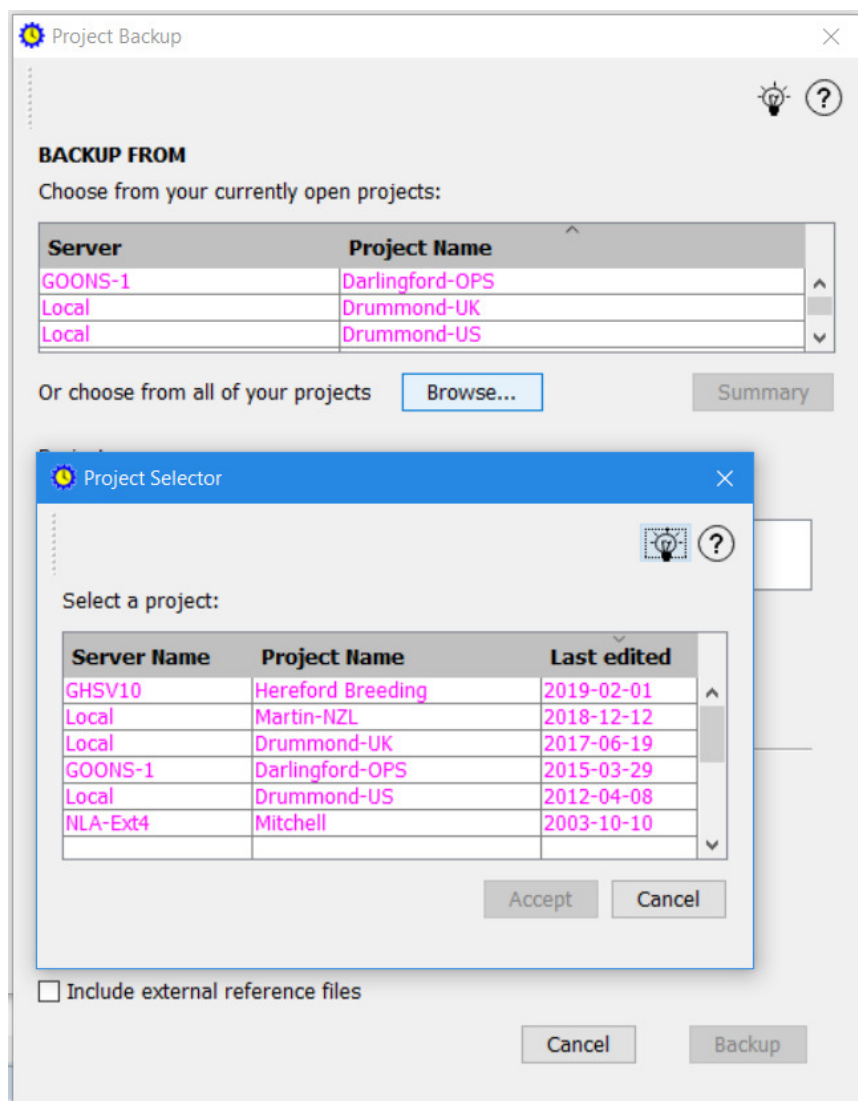 Project Backup
?
BACKUP FROM
Choose from your currently open projects:
Server Project Name
GOONS-1 Darlingford-OPS
Local Drummond-UK
Local Drummond-US
Or choose from all of your projects Browse... Summary
Project Selector
?
Select a project:
Server Name Project Name Last edited
GHSV10 Hereford Breeding 2019-02-01
Local Martin-NZL 2018-12-12
Local Drummond-UK 2017-06-19
GOONS-1 Darlingford-OPS 2015-03-29
Local Drummond-US 2012-04-08
NLA-Ext4 Mitchell 2003-10-10
Accept Cancel
Include external reference files
Cancel Backup